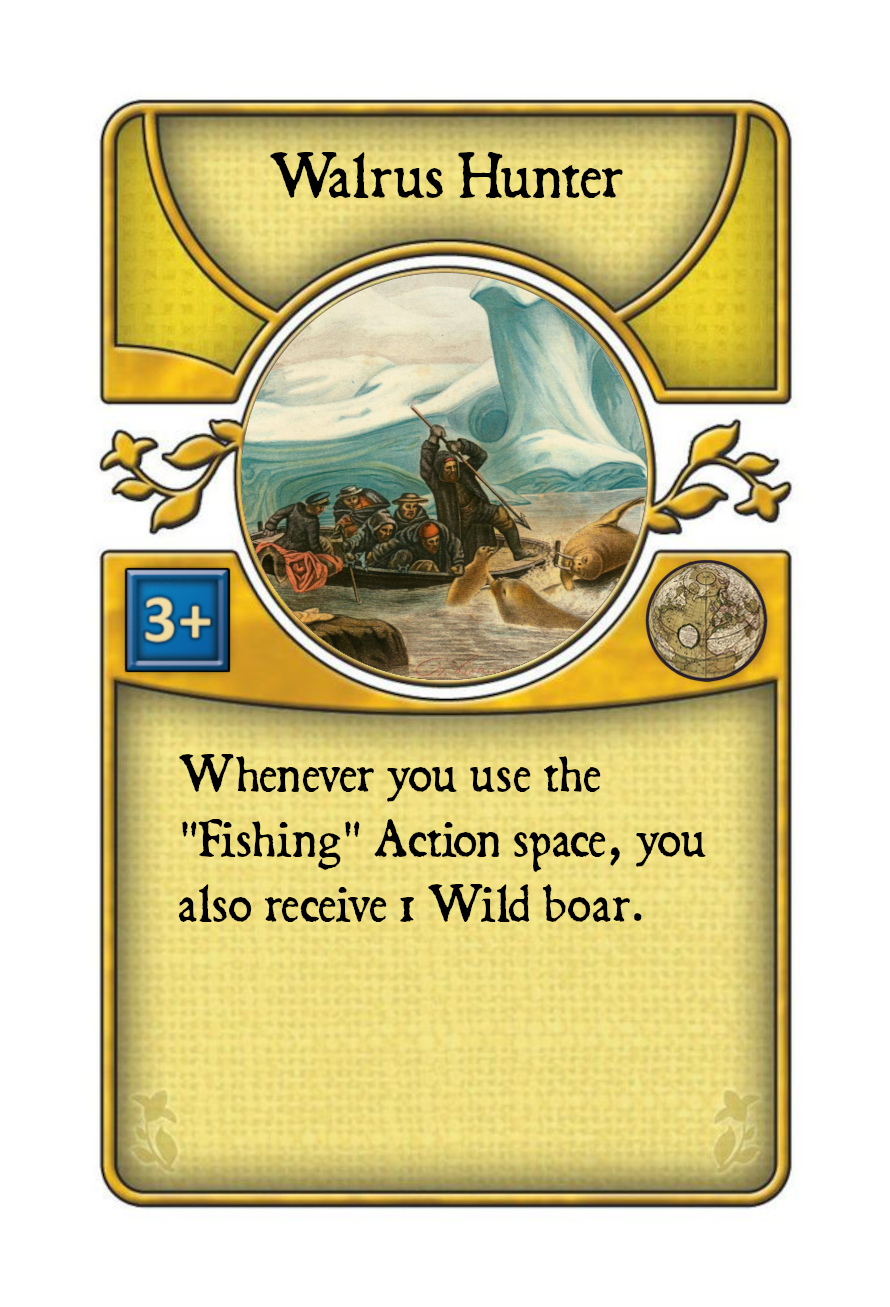 Walrus Hunter
3+
Whenever you use the
"Fishing" Action space, you
also receive 1 Wild boar.